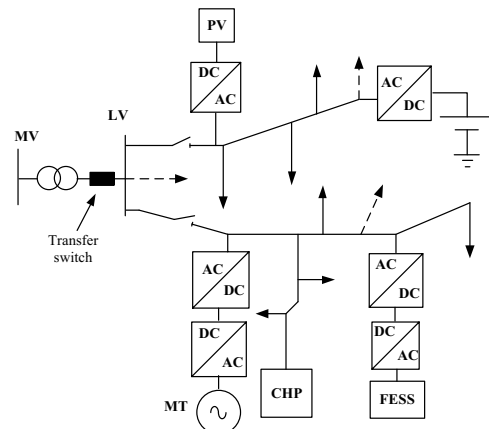 PV
DC
AC
AC
DC
MV
LV
Transfer
switch
AC
DC
AC
DC
DC
AC
DC
AC
MT
CHP
FESS